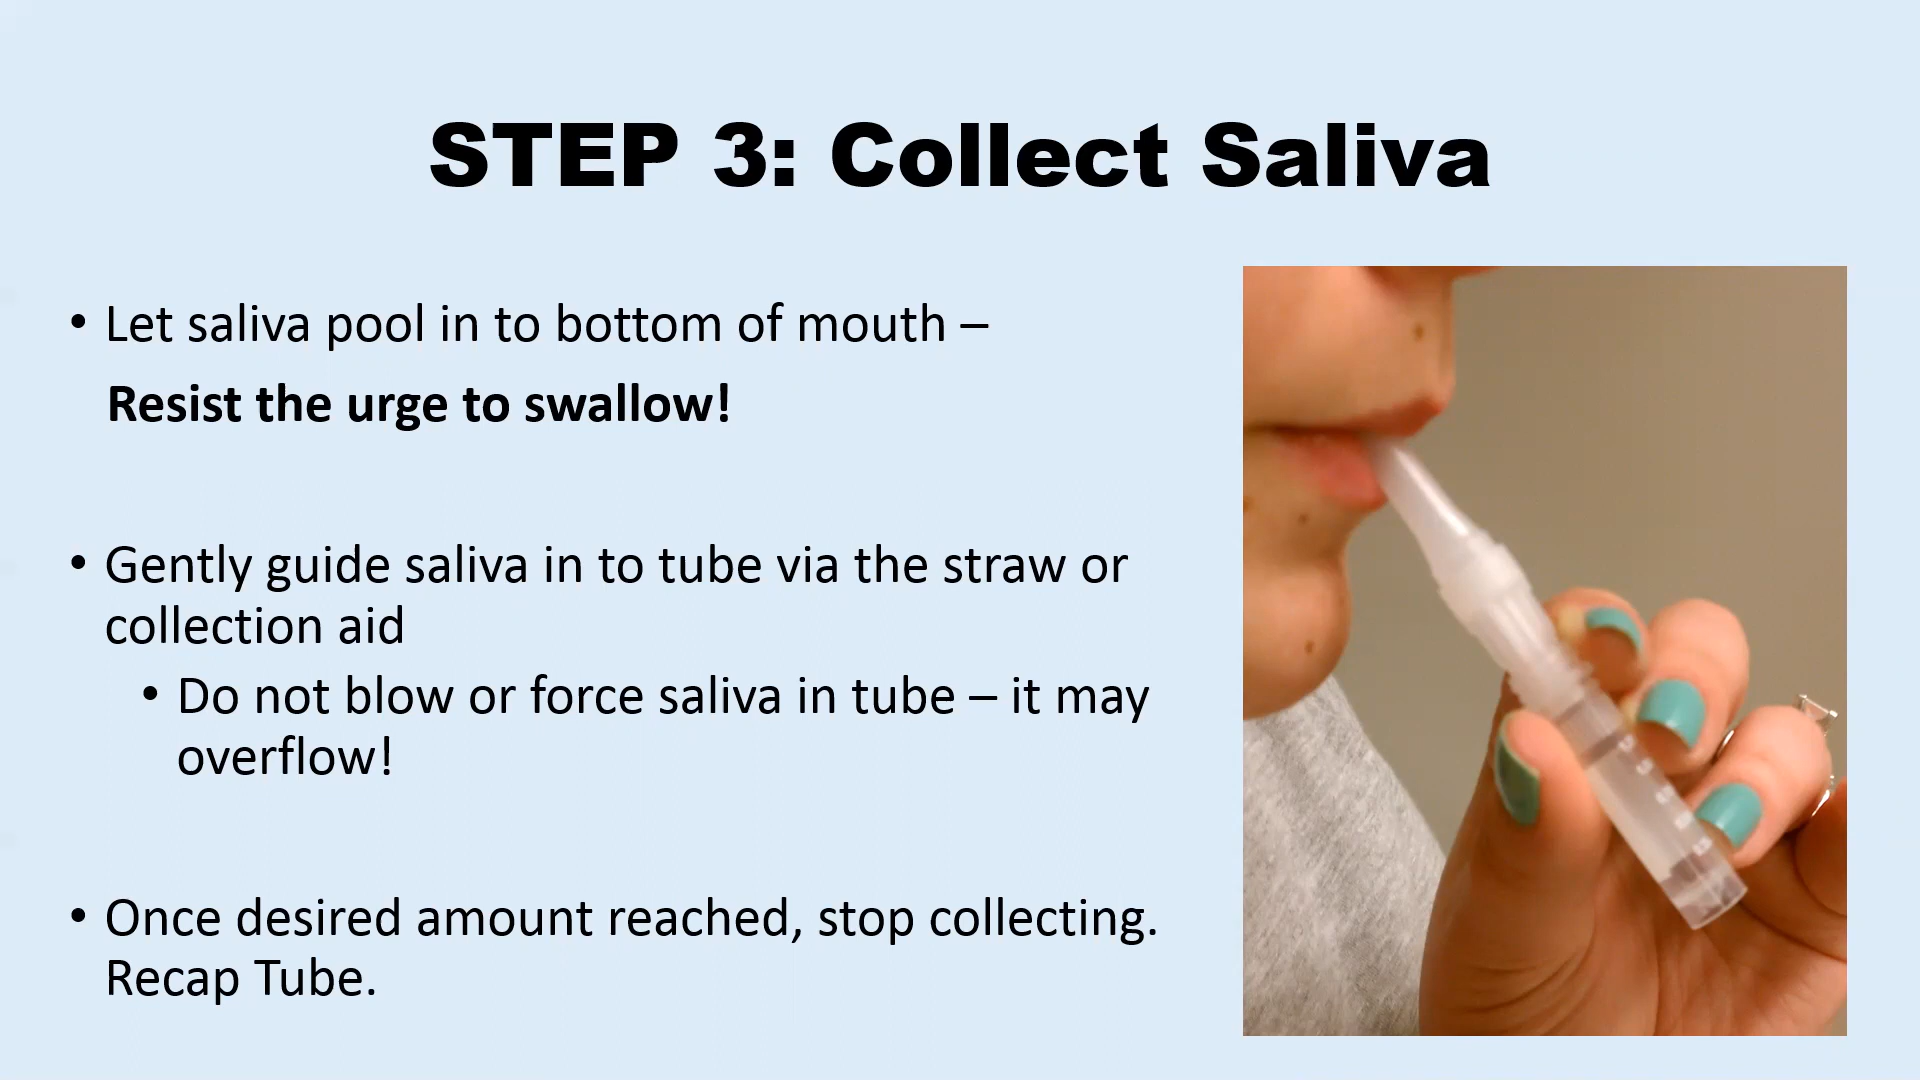 STEP 3: Collect Saliva
• Let saliva pool in to bottom of mouth –
Resist the urge to swallow!
• Gently guide saliva in to tube via the straw or
collection aid
• Do not blow or force saliva in tube – it may
overflow!
• Once desired amount reached, stop collecting.
Recap Tube.